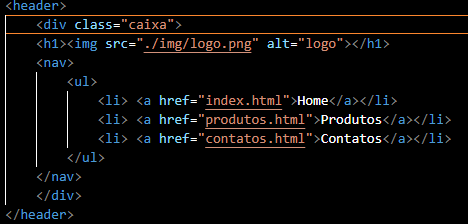 <header>
<div class="caixa">
<h1><img src="./img/logo.png" alt="logo"></h1>
<nav>
<ul>
<li> <a href="index.html">Home</a></li>
<li> <a href="produtos.html">Produtos</a></li>
<li> <a href="contatos.html">Contatos</a></li>
</ul>
</nav>
</div>
</header>